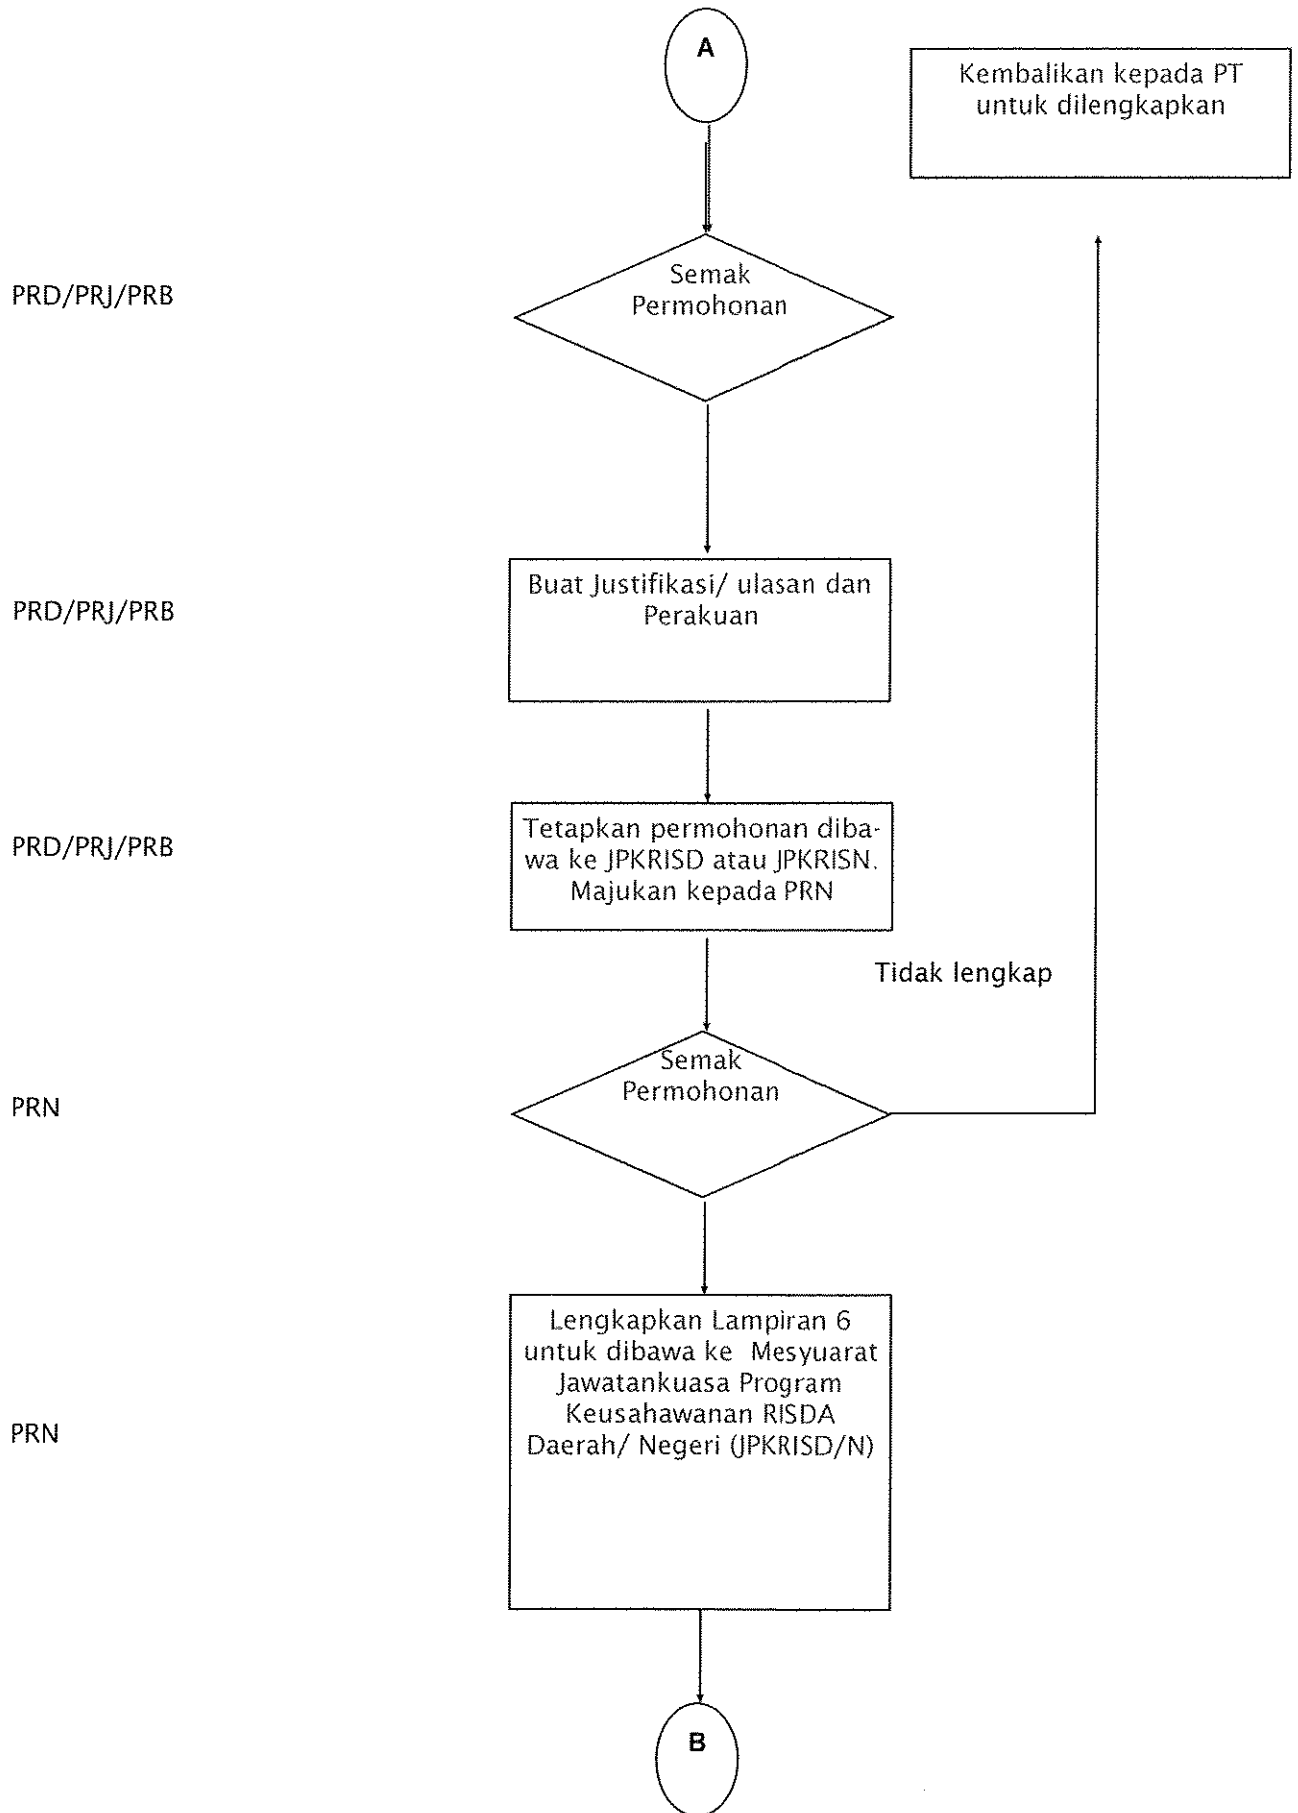 A
Kembalikan kepada PT
untuk dilengkapkan
PRD/PRJ/PRB
Semak
Permohonan
PRD/PRJ/PRB
Buat Justifikasi/ ulasan dan
Perakuan
PRD/PRJ/PRB
Tetapkan permohonan diba-
wa ke JPKRISD atau JPKRISN.
Majukan kepada PRN
Tidak lengkap
PRN
Semak
Permohonan
PRN
Lengkapkan Lampiran 6
untuk dibawa ke Mesyuarat
Jawatankuasa Program
Keusahawanan RISDA
Daerah/ Negeri (JPKRISD/N)
B